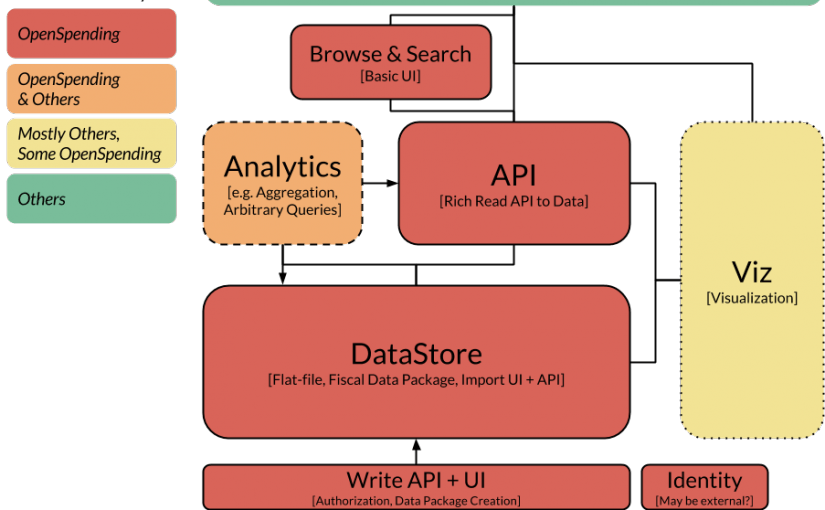 OpenSpending
OpenSpending
& Others
Mostly Others,
Some OpenSpending
Others
Browse & Search
[Basic UI]
Analytics
[e.g. Aggregation,
Arbitrary Queries]
API
[Rich Read API to Data]
Viz
[Visualization]
DataStore
[Flat-file, Fiscal Data Package, Import UI + API]
Write API + UI
[Authorization, Data Package Creation]
Identity
[May be external?]